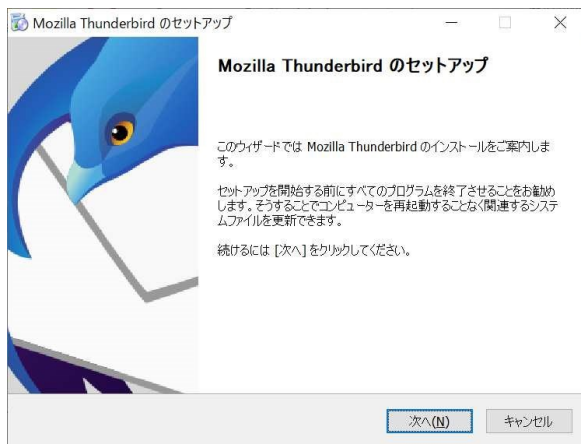 Mozilla Thunderbird のセットアップ
Mozilla Thunderbird のセットアップ
このウィザードでは Mozilla Thunderbird のインストールをご案内しま
す。
セットアップを開始する前にすべてのプログラムを終了させることをお勧め
します。そうすることでコンピューターを再起動することなく関連するシステ
ムファイルを更新できます。
続けるには [次へ] をクリックしてください。
次へ(N)
キャンセル